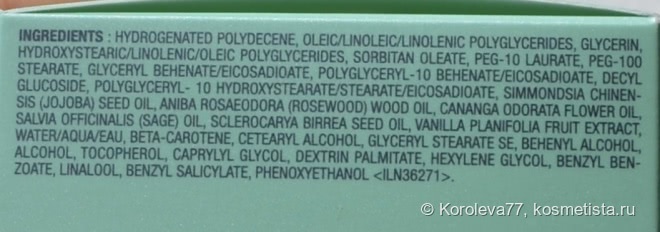 INGREDIENTS : HYDROGENATED POLYDECENE, OLEIC/LINOLEIC/LINOLENIC POLYGLYCERIDES, GLYCERIN,
HYDROXYSTEARIC/LINOLENIC/OLEIC POLYGLYCERIDES, SORBITAN OLEATE, PEG-10 LAURATE, PEG-100
STEARATE, GLYCERYL BEHENATE/EICOSADIOATE, POLYGLYCERYL-10 BEHENATE/EICOSADIOATE, DECYL
GLUCOSIDE, POLYGLYCERYL- 10 HYDROXYSTEARATE/STEARATE/EICOSADIOATE, SIMMONDSIA CHINEN-
SIS (JOJOBA) SEED OIL, ANIBA ROSAEODORA (ROSEWOOD) WOOD OIL, CANANGA ODORATA FLOWER OIL,
SALVIA OFFICINALIS (SAGE) OIL, SCLEROCARYA BIRREA SEED OIL, VANILLA PLANIFOLIA FRUIT EXTRACT,
WATER/AQUA/EAU, BETA-CAROTENE, CETEARYL ALCOHOL, GLYCERYL STEARATE SE, BEHENYL ALCOHOL,
ALCOHOL, TOCOPHEROL, CAPRYLYL GLYCOL, DEXTRIN PALMITATE, HEXYLENE GLYCOL, BENZYL BEN-
ZOATE, LINALOOL, BENZYL SALICYLATE, PHENOXYETHANOL <ILN36271>.
© Koroleva77, kosmetista.ru